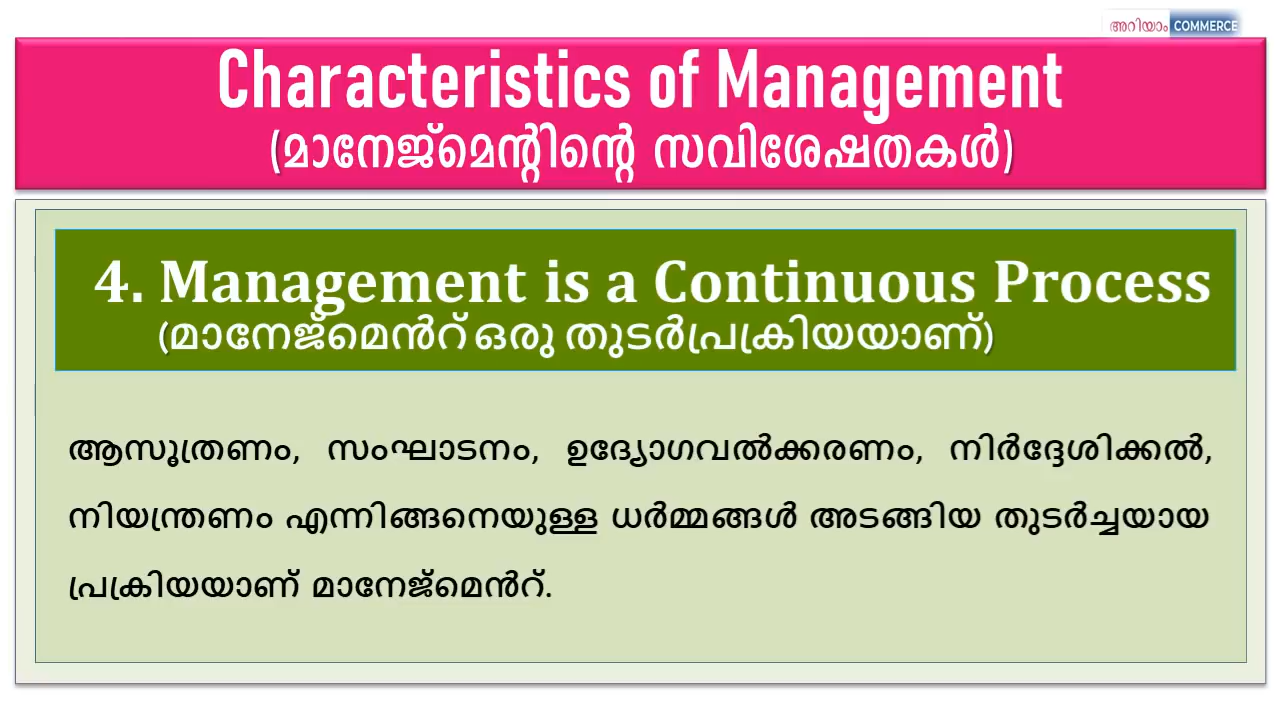 അറിയാം COMMERCE
Characteristics of Management
(മാനേജ്മെന്റിന്റെ സവിശേഷതകൾ)
4. Management is a Continuous Process
(മാനേജ്മെൻറ് ഒരു തുടർപ്രക്രിയയാണ്)
ആസൂത്രണം, സംഘാടനം, ഉദ്യോഗവൽക്കരണം, നിർദ്ദേശിക്കൽ,
നിയന്ത്രണം എന്നിങ്ങനെയുള്ള ധർമ്മങ്ങൾ അടങ്ങിയ തുടർച്ചയായ
പ്രക്രിയയാണ് മാനേജ്മെൻറ്.